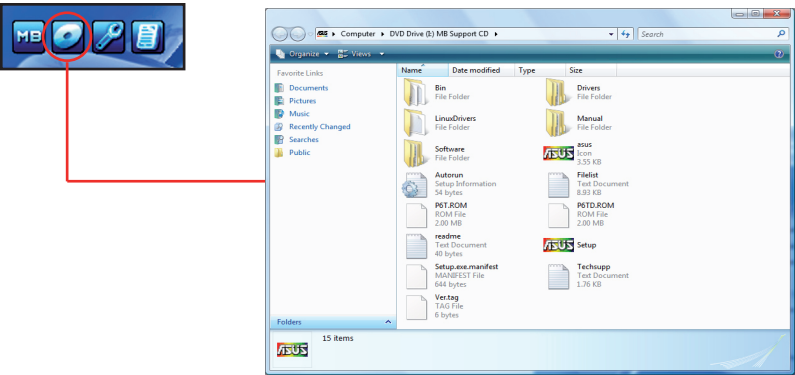 MB
Computer ▸ DVD Drive (I:) MB Support CD ▸
Search
Organize Views
Favorite Links
Documents
Pictures
Music
Recently Changed
Searches
Public
Folders
Name Date modified Type Size
Bin
File Folder
Drivers
File Folder
LinuxDrivers
File Folder
Manual
File Folder
Software
File Folder
ASUS
asus
Icon
3.55 KB
Autorun
Setup Information
54 bytes
Filelist
Text Document
8.93 KB
P6T.ROM
ROM File
2.00 MB
P6TD.ROM
ROM File
2.00 MB
readme
Text Document
40 bytes
ASUS
Setup
Setup.exe.manifest
MANIFEST File
644 bytes
Techsupp
Text Document
1.76 KB
Ver.tag
TAG File
6 bytes
ASUS
15 items